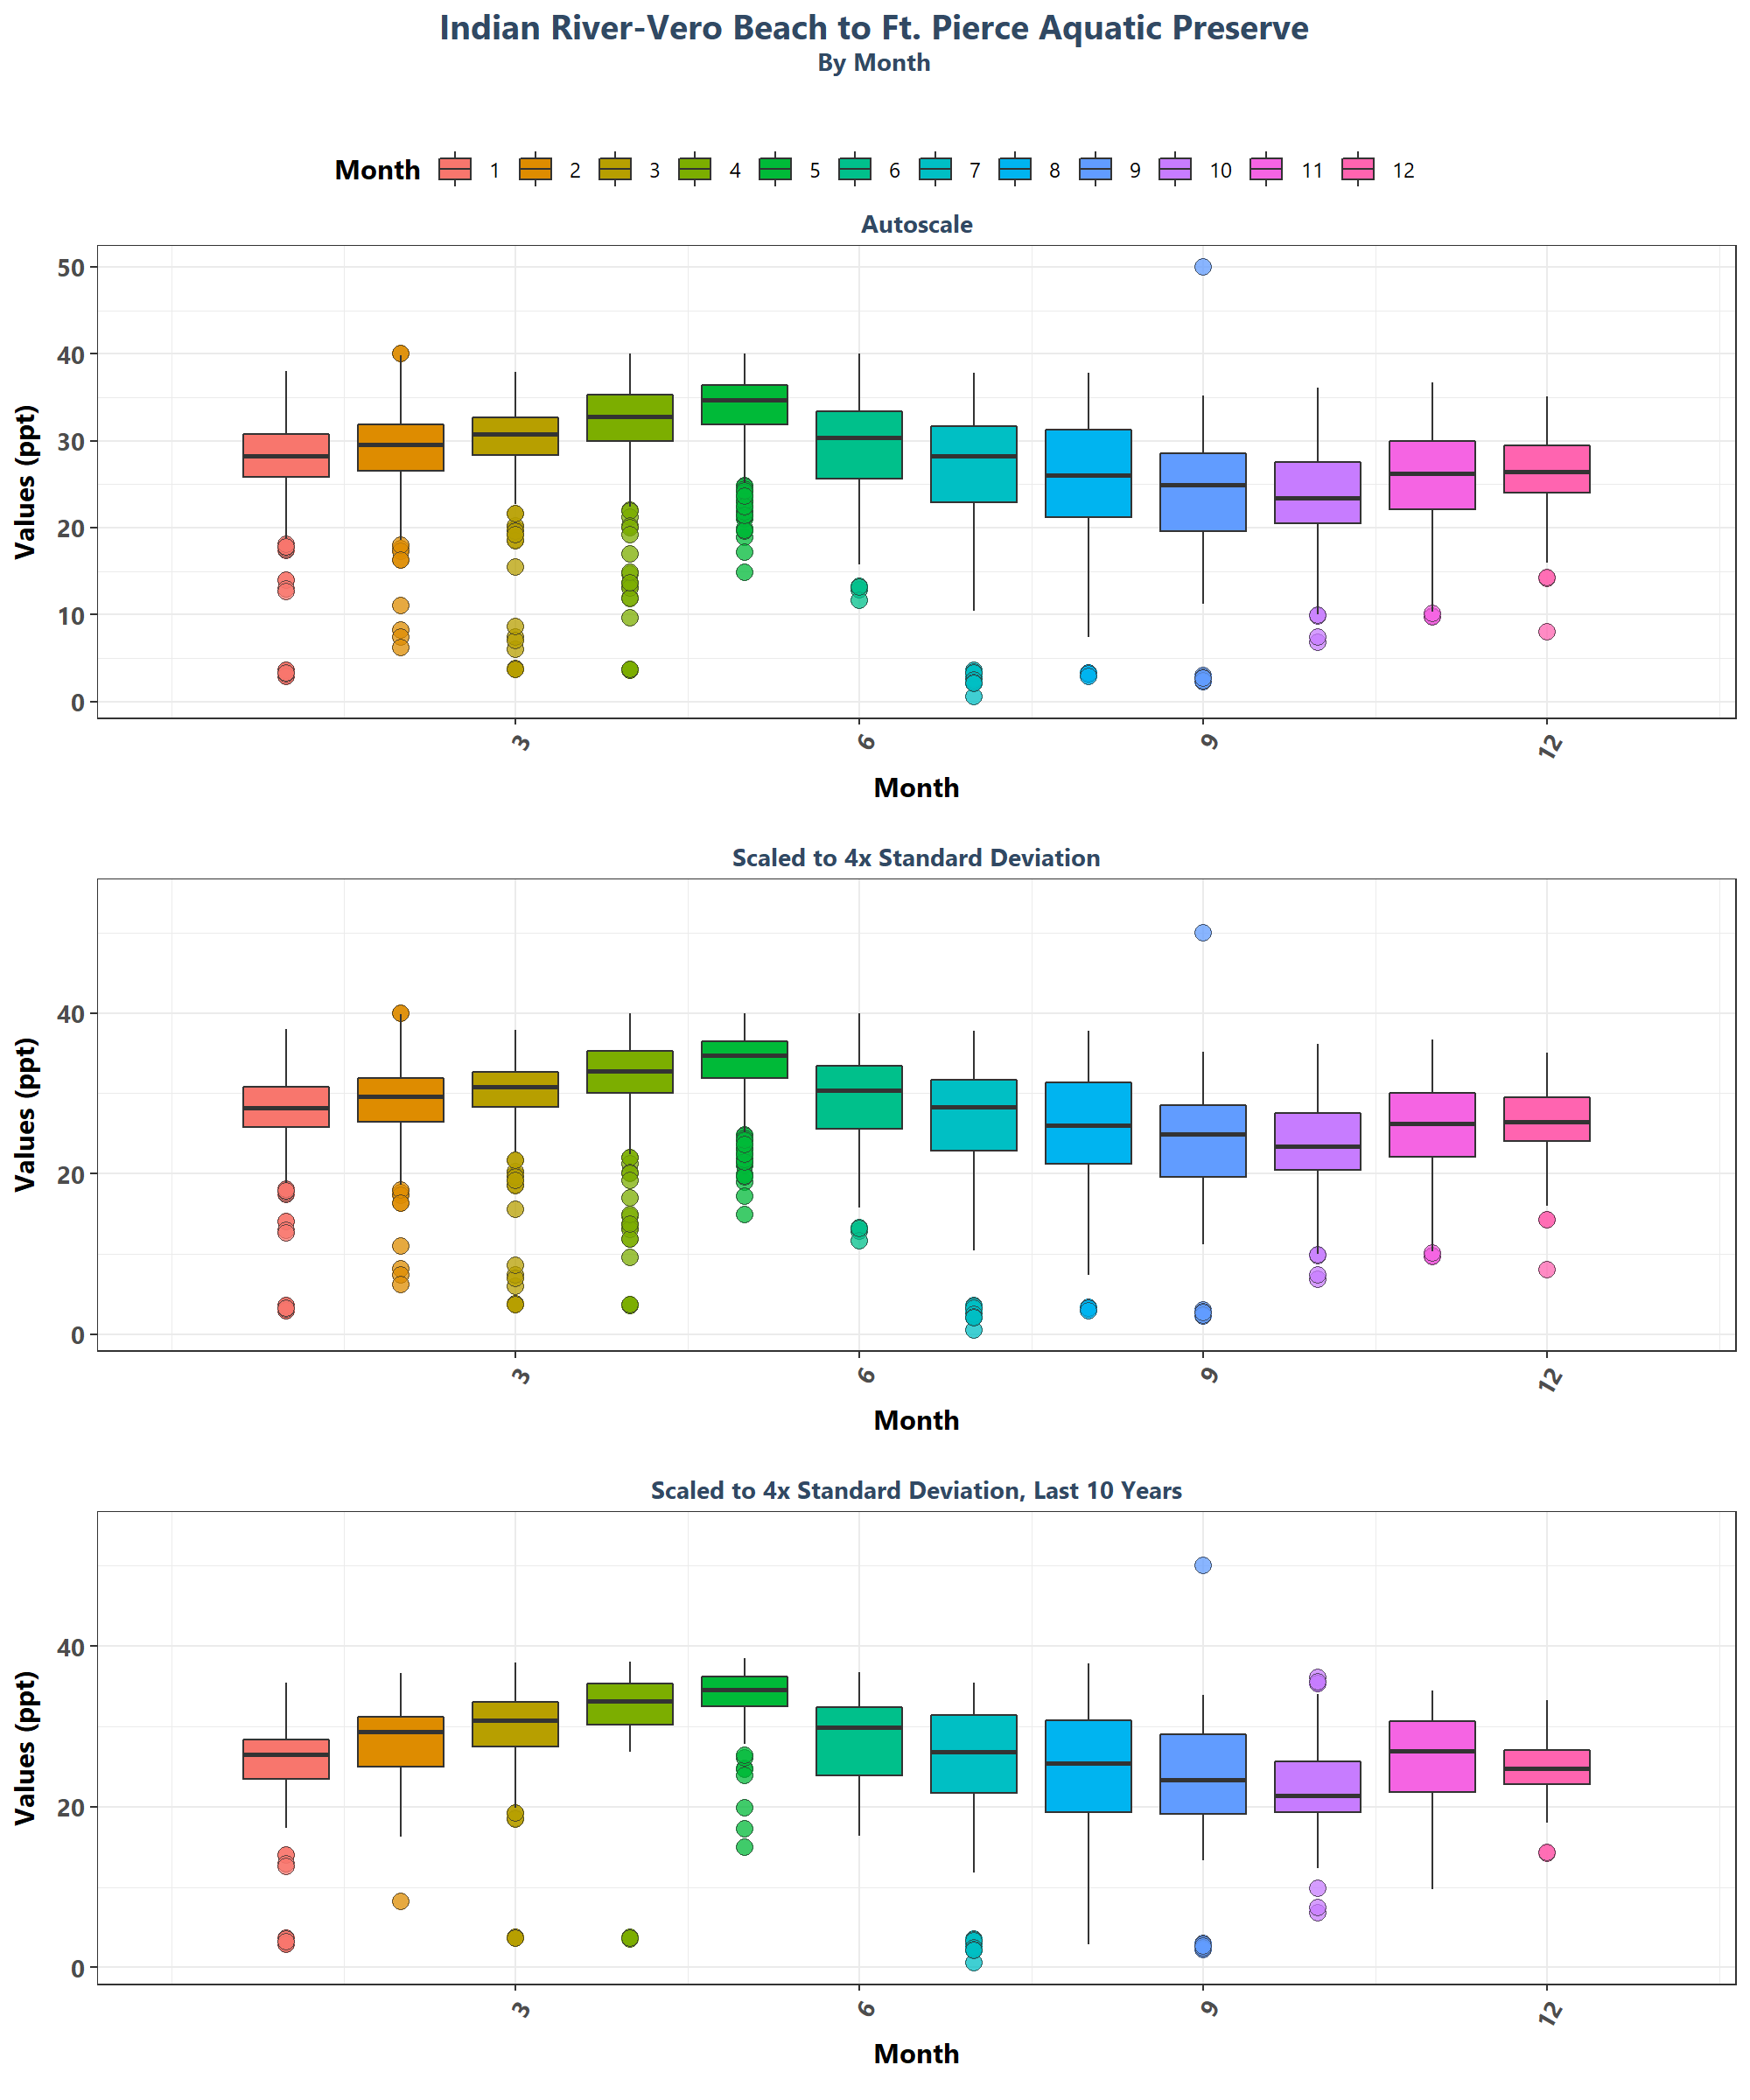 Indian River-Vero Beach to Ft. Pierce Aquatic Preserve
By Month
Month 1 2 3 4 5 6 7 8 9 10 11 12
Autoscale
Values (ppt)
50
40
30
20
10
0
3 6 9 12
Month
Scaled to 4x Standard Deviation
Values (ppt)
40
20
0
3 6 9 12
Month
Scaled to 4x Standard Deviation, Last 10 Years
Values (ppt)
40
20
0
3 6 9 12
Month